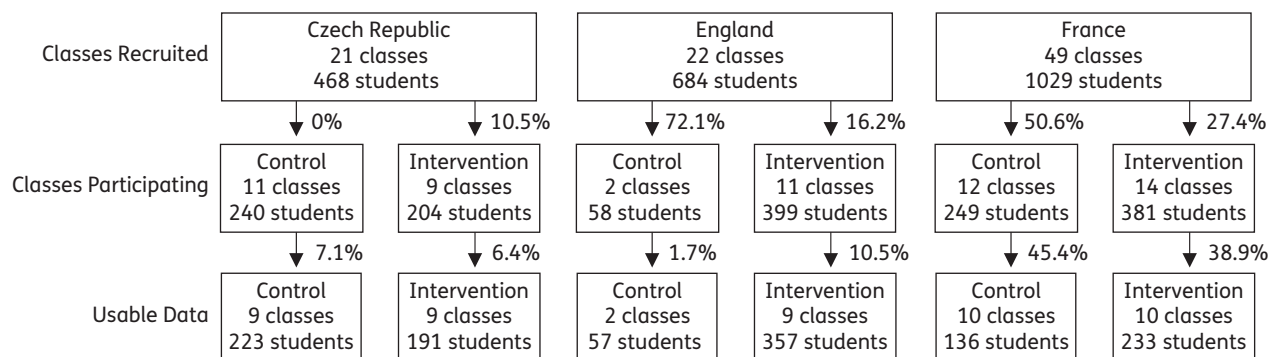 Classes Recruited
Czech Republic
21 classes
468 students
England
22 classes
684 students
France
49 classes
1029 students
0%
10.5%
72.1%
16.2%
50.6%
27.4%
Classes Participating
Control
11 classes
240 students
Intervention
9 classes
204 students
Control
2 classes
58 students
Intervention
11 classes
399 students
Control
12 classes
249 students
Intervention
14 classes
381 students
7.1%
6.4%
1.7%
10.5%
45.4%
38.9%
Usable Data
Control
9 classes
223 students
Intervention
9 classes
191 students
Control
2 classes
57 students
Intervention
9 classes
357 students
Control
10 classes
136 students
Intervention
10 classes
233 students